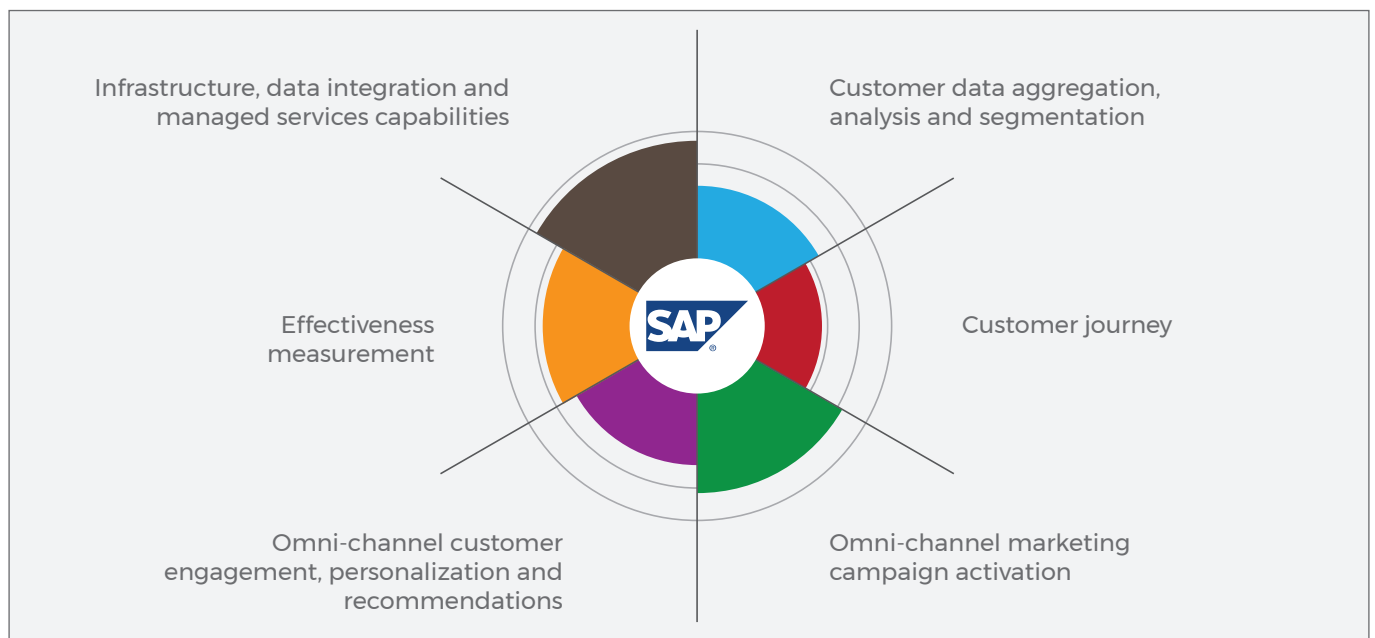 Infrastructure, data integration and
managed services capabilities
Customer data aggregation,
analysis and segmentation
Effectiveness
measurement
SAP®
Customer journey
Omni-channel customer
engagement, personalization and
recommendations
Omni-channel marketing
campaign activation